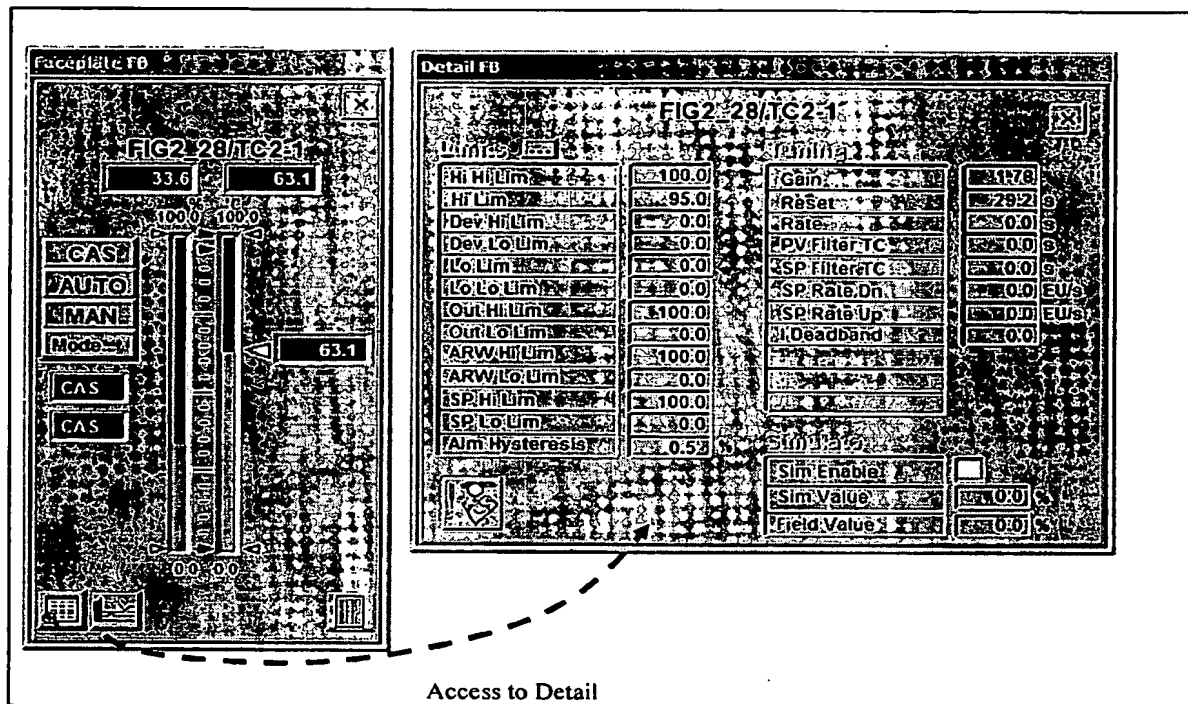 Faceplate FB
FIG2_28/TC2-1
33.6 63.1
100.0 100.0
CAS
AUTO
MAN
Mode
63.1
CAS
CAS
0.0 0.0
Detail FB
FIG2_28/TC2-1
Limits
Hi Hi Lim 100.0
Hi Lim 95.0
Dev Hi Lim 0.0
Dev Lo Lim 0.0
Lo Lim 0.0
Lo Lo Lim 0.0
Out Hi Lim 100.0
Out Lo Lim 0.0
ARW Hi Lim 100.0
ARW Lo Lim 0.0
SP Hi Lim 100.0
SP Lo Lim 0.0
Alm Hysteresis 0.5 %
Tuning
Gain 1.78
Reset 29.2 s
Rate 0.0 s
PV Filter TC 0.0 s
SP Filter TC 0.0 s
SP Rate Dn 0.0 EU/s
SP Rate Up 0.0 EU/s
I Deadband 0.0
Simulate
Sim Enable
Sim Value 0.0 %
Field Value 0.0 %
Access to Detail